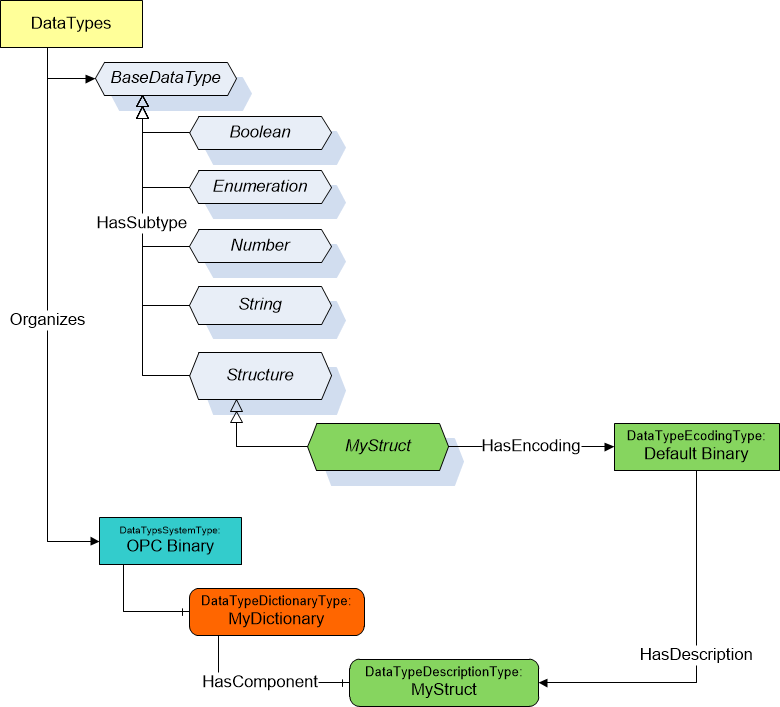 DataTypes
BaseDataType
Boolean
Enumeration
HasSubtype
Number
String
Organizes
Structure
MyStruct
HasEncoding
DataTypeEcodingType:
Default Binary
DataTypsSystemType:
OPC Binary
DataTypeDictionaryType:
MyDictionary
HasDescription
HasComponent
DataTypeDescriptionType:
MyStruct